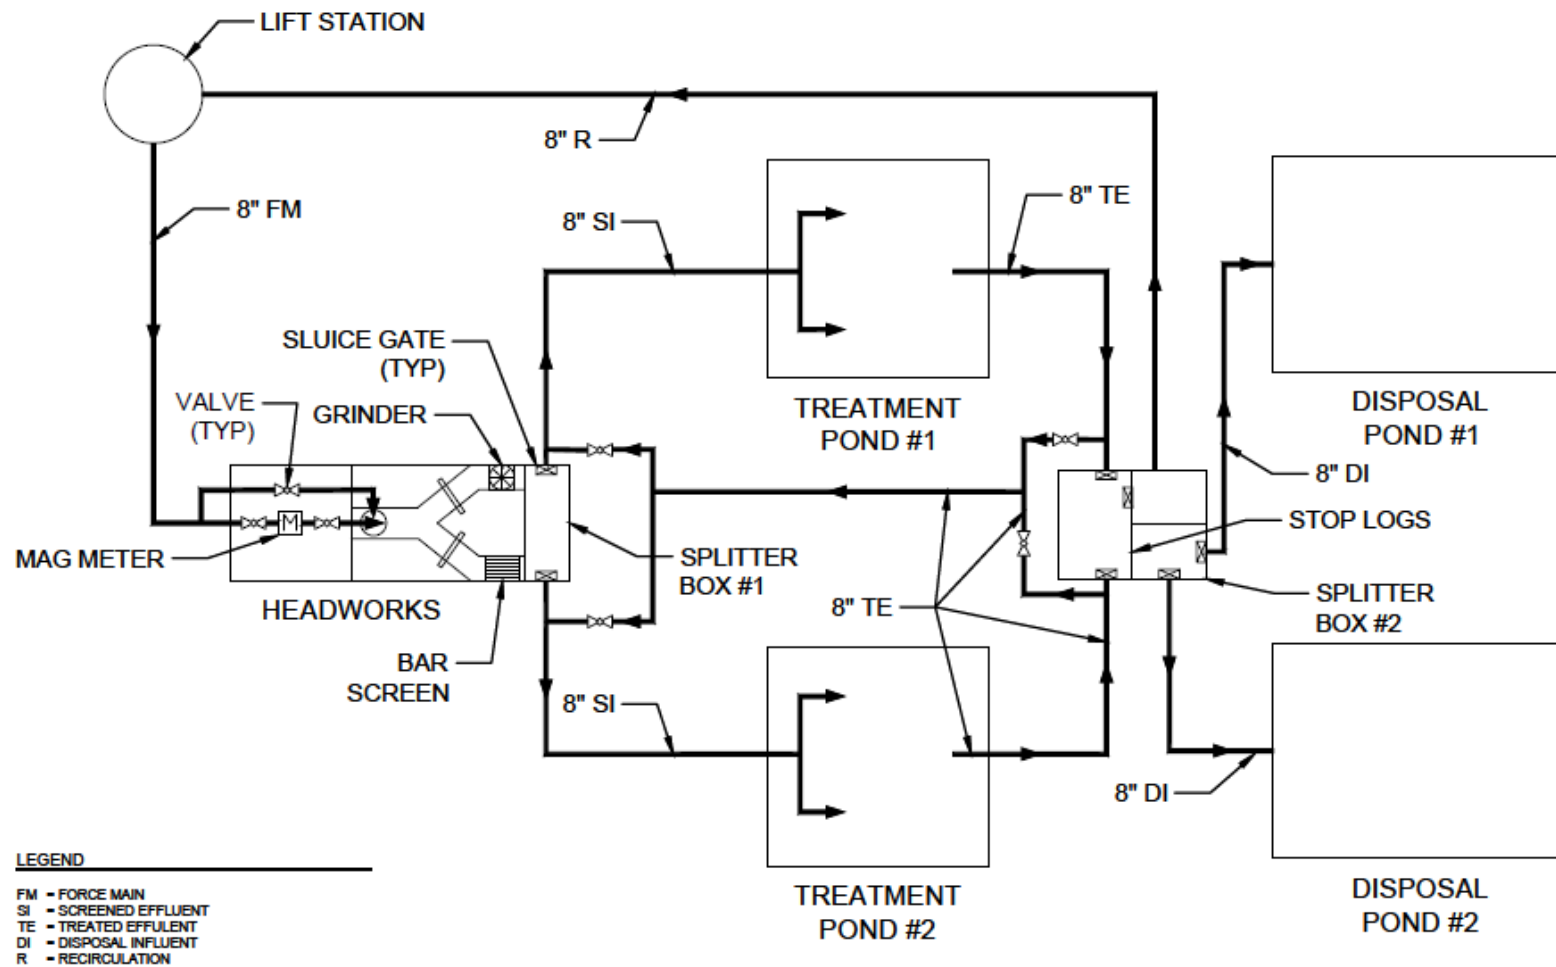 LIFT STATION
8" R
8" FM
8" SI
8" TE
SLUICE GATE
(TYP)
VALVE
(TYP)
GRINDER
TREATMENT
POND #1
DISPOSAL
POND #1
8" DI
M
MAG METER
STOP LOGS
SPLITTER
BOX #1
HEADWORKS
8" TE
SPLITTER
BOX #2
BAR
SCREEN
8" SI
8" DI
TREATMENT
POND #2
DISPOSAL
POND #2
LEGEND
FM - FORCE MAIN
SI - SCREENED EFFLUENT
TE - TREATED EFFULENT
DI - DISPOSAL INFLUENT
R - RECIRCULATION